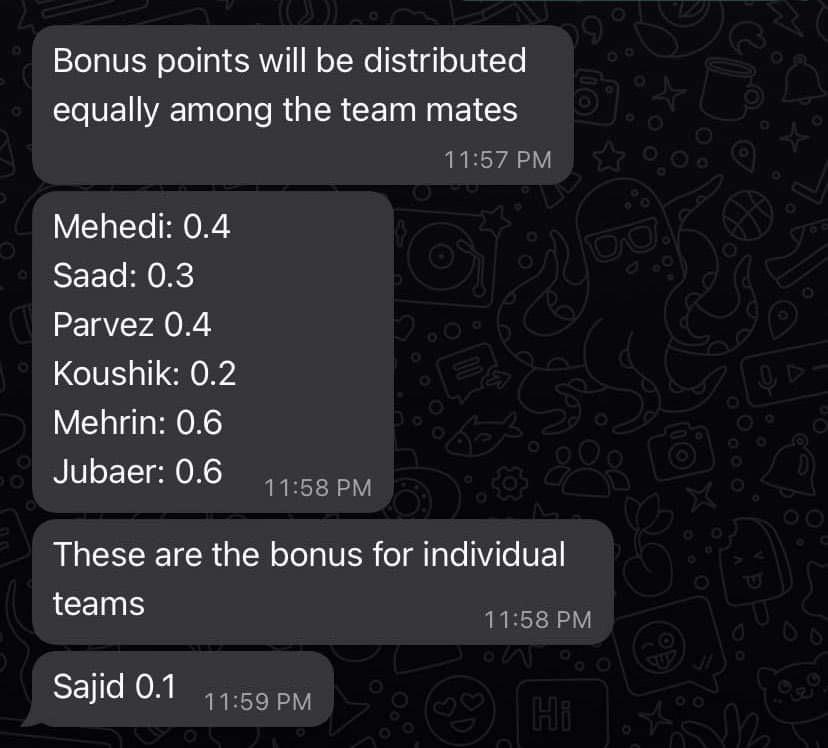 Bonus points will be distributed
equally among the team mates
11:57 PM
Mehedi: 0.4
Saad: 0.3
Parvez 0.4
Koushik: 0.2
Mehrin: 0.6
Jubaer: 0.6
11:58 PM
These are the bonus for individual
teams
11:58 PM
Sajid 0.1
11:59 PM
Hi